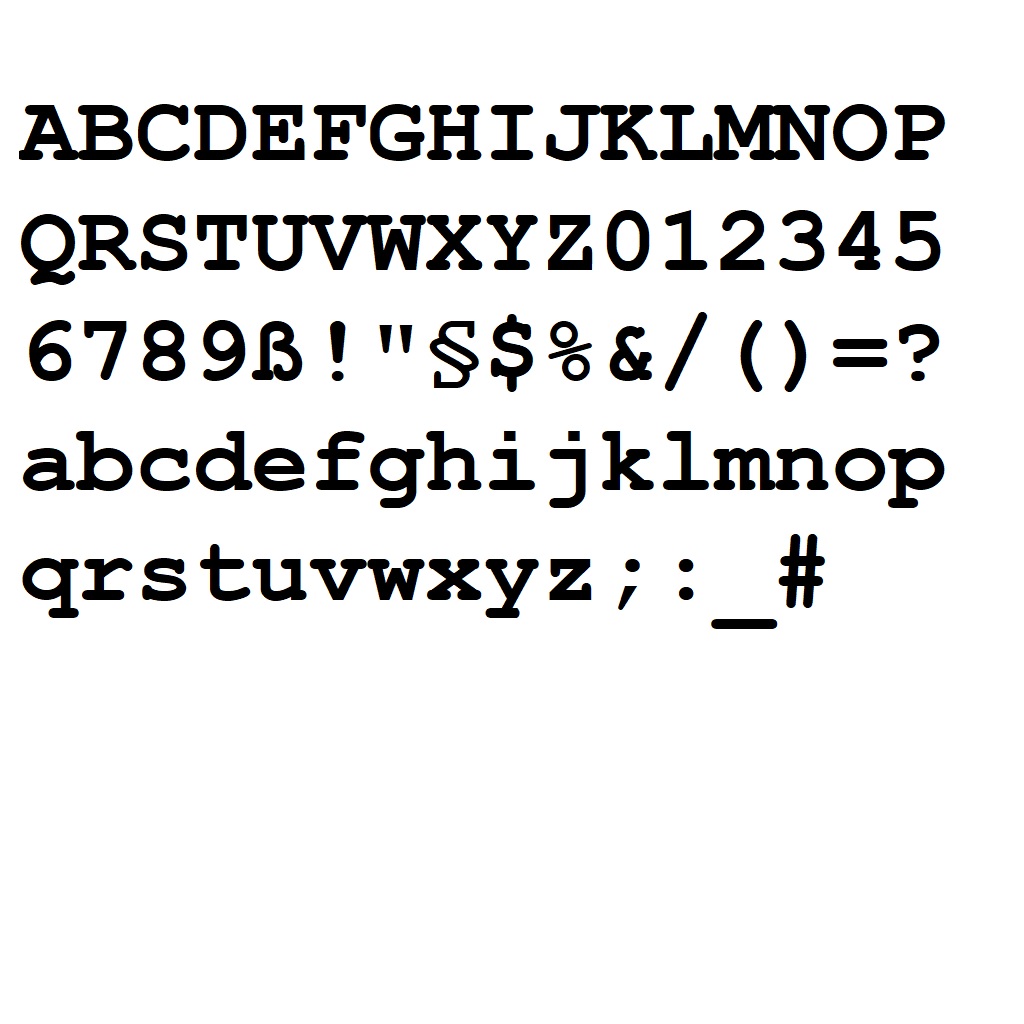 ABCDEFGHIJKLMNOP
QRSTUVWXYZ012345
6789ß!"§$%&/()=?
abcdefghijklmnop
qrstuvwxyz;:_#